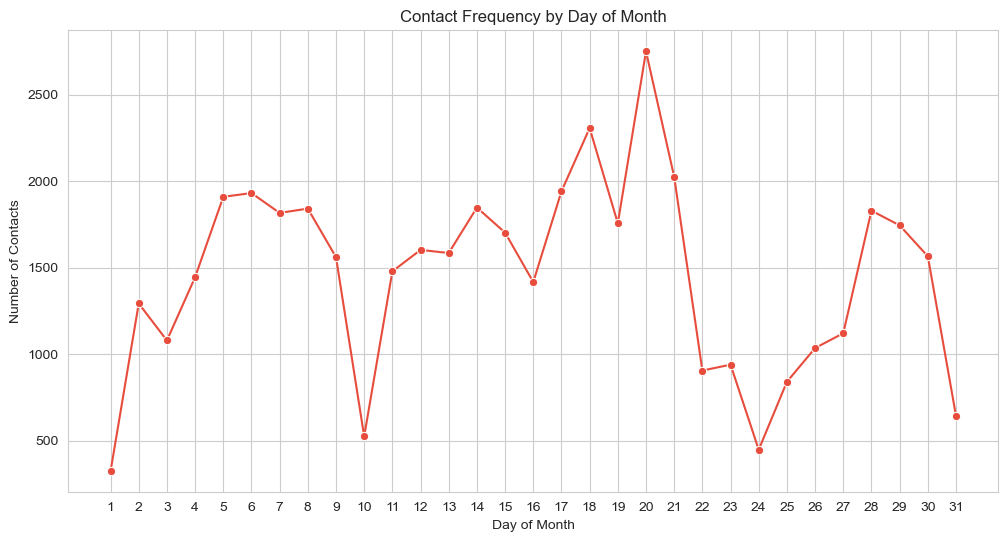 Contact Frequency by Day of Month
Number of Contacts
2500
2000
1500
1000
500
1 2 3 4 5 6 7 8 9 10 11 12 13 14 15 16 17 18 19 20 21 22 23 24 25 26 27 28 29 30 31
Day of Month